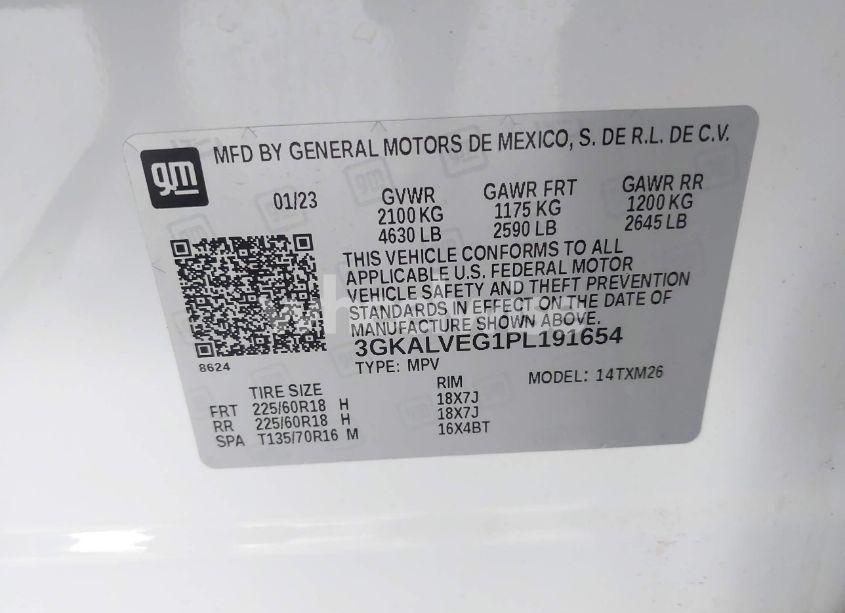 gm
MFD BY GENERAL MOTORS DE MEXICO, S. DE R.L. DE C.V.
01/23
GVWR
2100 KG
4630 LB
GAWR FRT
1175 KG
2590 LB
GAWR RR
1200 KG
2645 LB
THIS VEHICLE CONFORMS TO ALL
APPLICABLE U.S. FEDERAL MOTOR
VEHICLE SAFETY AND THEFT PREVENTION
STANDARDS IN EFFECT ON THE DATE OF
MANUFACTURE SHOWN ABOVE.
3GKALVEG1PL191654
8624
TYPE: MPV
MODEL: 14TXM26
TIRE SIZE RIM
FRT 225/60R18 H 18X7J
RR 225/60R18 H 18X7J
SPA T135/70R16 M 16X4BT